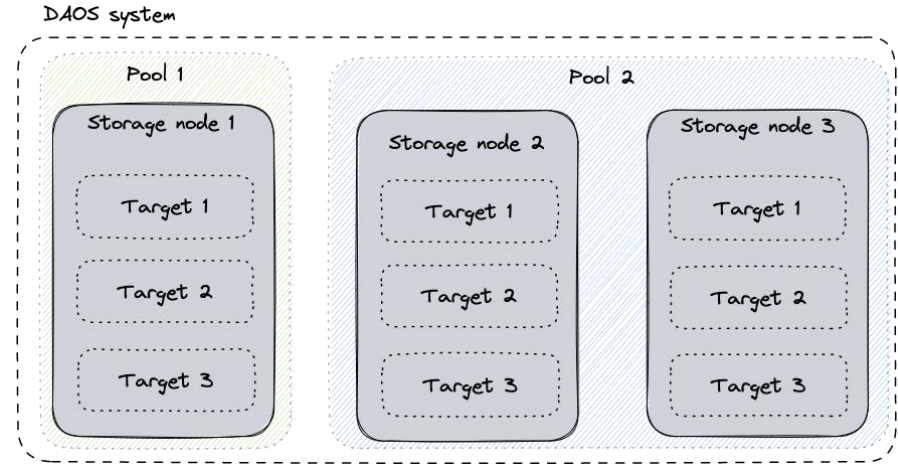 DAOS system
Pool 1
Storage node 1
Target 1
Target 2
Target 3
Pool 2
Storage node 2
Target 1
Target 2
Target 3
Storage node 3
Target 1
Target 2
Target 3